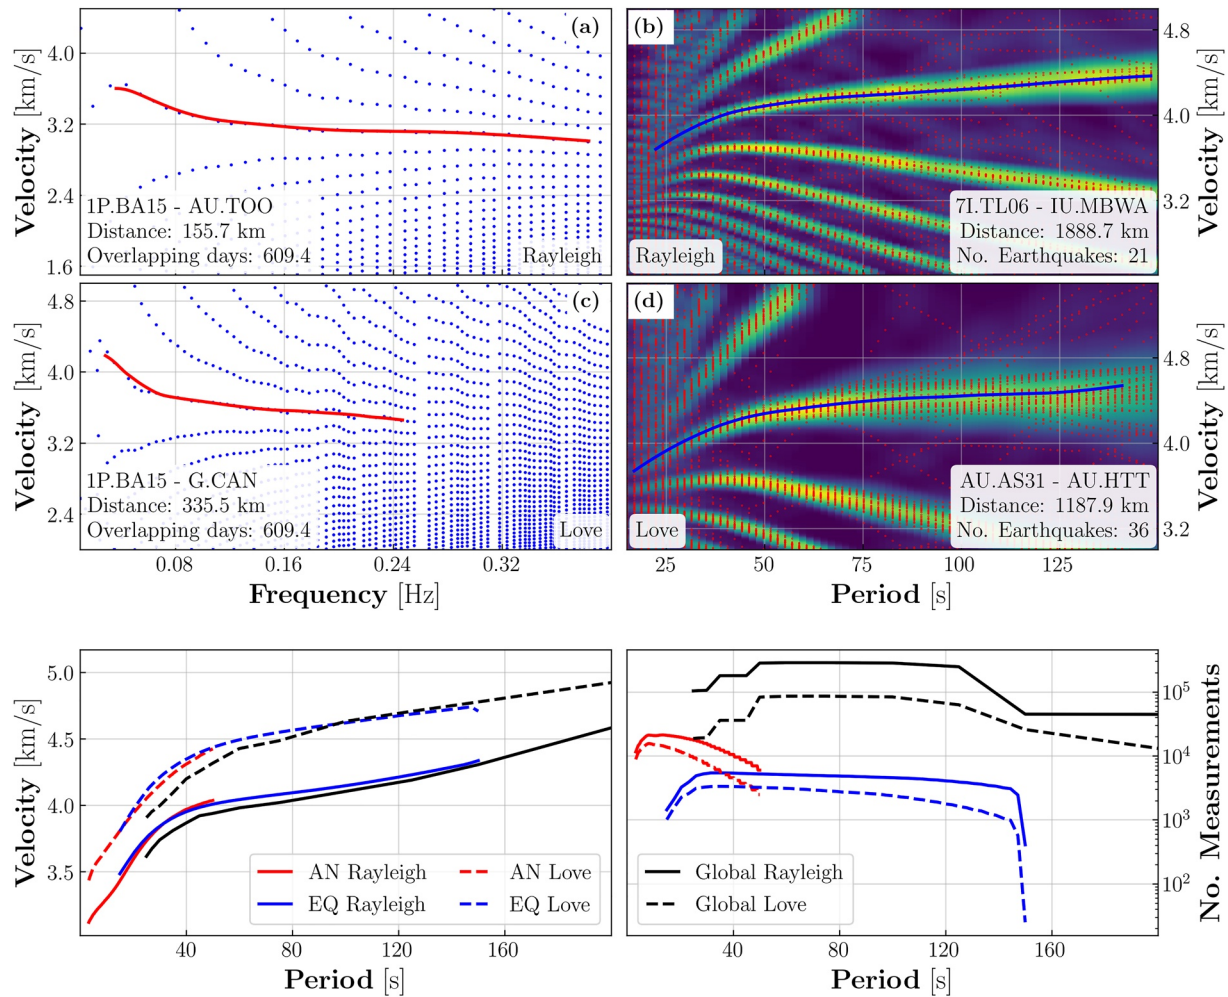 (a)
(b)
Velocity [km/s]
4.0
3.2
2.4
1.6
1P.BA15 - AU.TOO
Distance: 155.7 km
Overlapping days: 609.4
Rayleigh
Rayleigh
7I.TL06 - IU.MBWA
Distance: 1888.7 km
No. Earthquakes: 21
4.8
4.0
3.2
Velocity [km/s]
(c)
(d)
Velocity [km/s]
4.8
4.0
3.2
2.4
1P.BA15 - G.CAN
Distance: 335.5 km
Overlapping days: 609.4
Love
Love
AU.AS31 - AU.HTT
Distance: 1187.9 km
No. Earthquakes: 36
4.8
4.0
3.2
Velocity [km/s]
0.08 0.16 0.24 0.32
Frequency [Hz]
25 50 75 100 125
Period [s]
Velocity [km/s]
5.0
4.5
4.0
3.5
AN Rayleigh
EQ Rayleigh
AN Love
EQ Love
40 80 120 160
Period [s]
Global Rayleigh
Global Love
10⁵
10⁴
10³
10²
No. Measurements
40 80 120 160
Period [s]